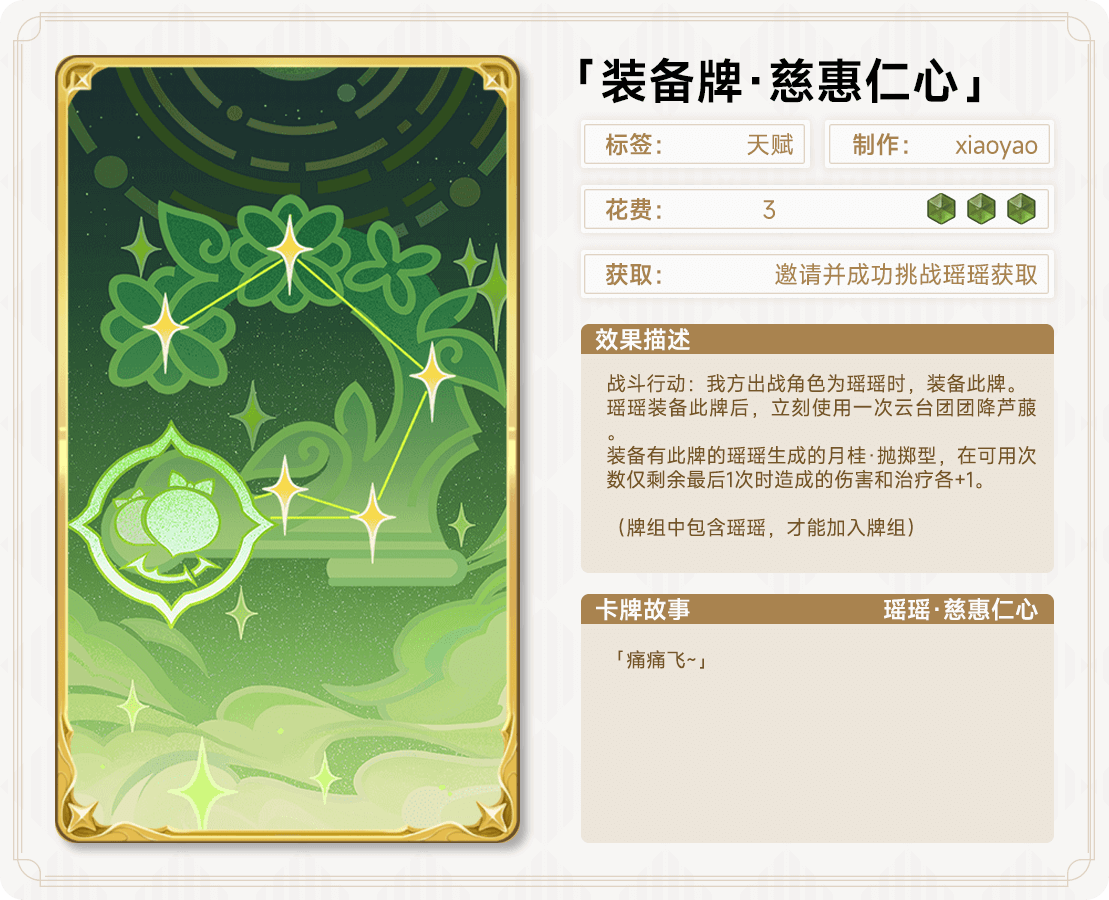 「装备牌·慈惠仁心」
标签： 天赋
制作： xiaoyao
花费： 3
获取： 邀请并成功挑战瑶瑶获取
效果描述
战斗行动：我方出战角色为瑶瑶时，装备此牌。
瑶瑶装备此牌后，立刻使用一次云台团团降芦菔
。
装备有此牌的瑶瑶生成的月桂·抛掷型，在可用次
数仅剩余最后1次时造成的伤害和治疗各+1。
（牌组中包含瑶瑶，才能加入牌组）
卡牌故事 瑶瑶·慈惠仁心
「痛痛飞~」